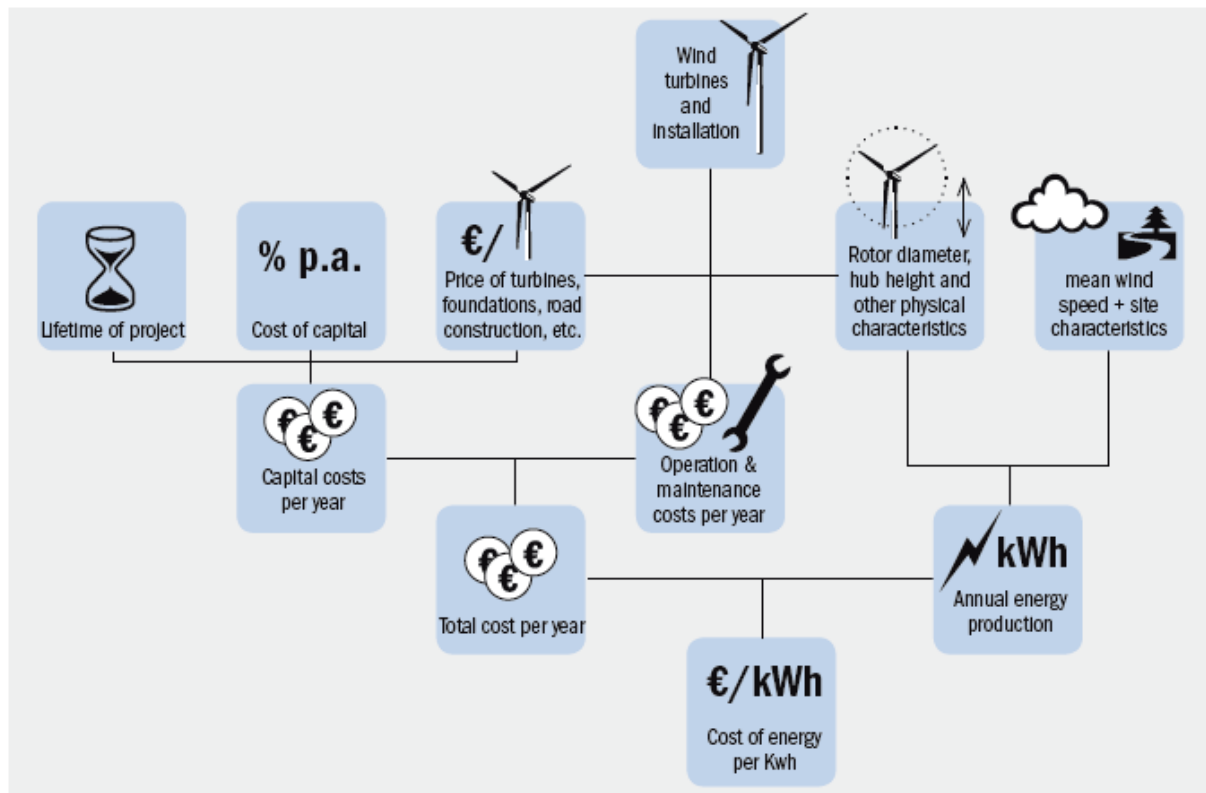 Wind
turbines
and
installation
€/
Price of turbines,
foundations, road
construction, etc.
% p.a.
Cost of capital
Lifetime of project
Rotor diameter,
hub height and
other physical
characteristics
mean wind
speed + site
characteristics
€ € €
Capital costs
per year
€ € €
Operation &
maintenance
costs per year
€ € €
Total cost per year
kWh
Annual energy
production
€/kWh
Cost of energy
per Kwh